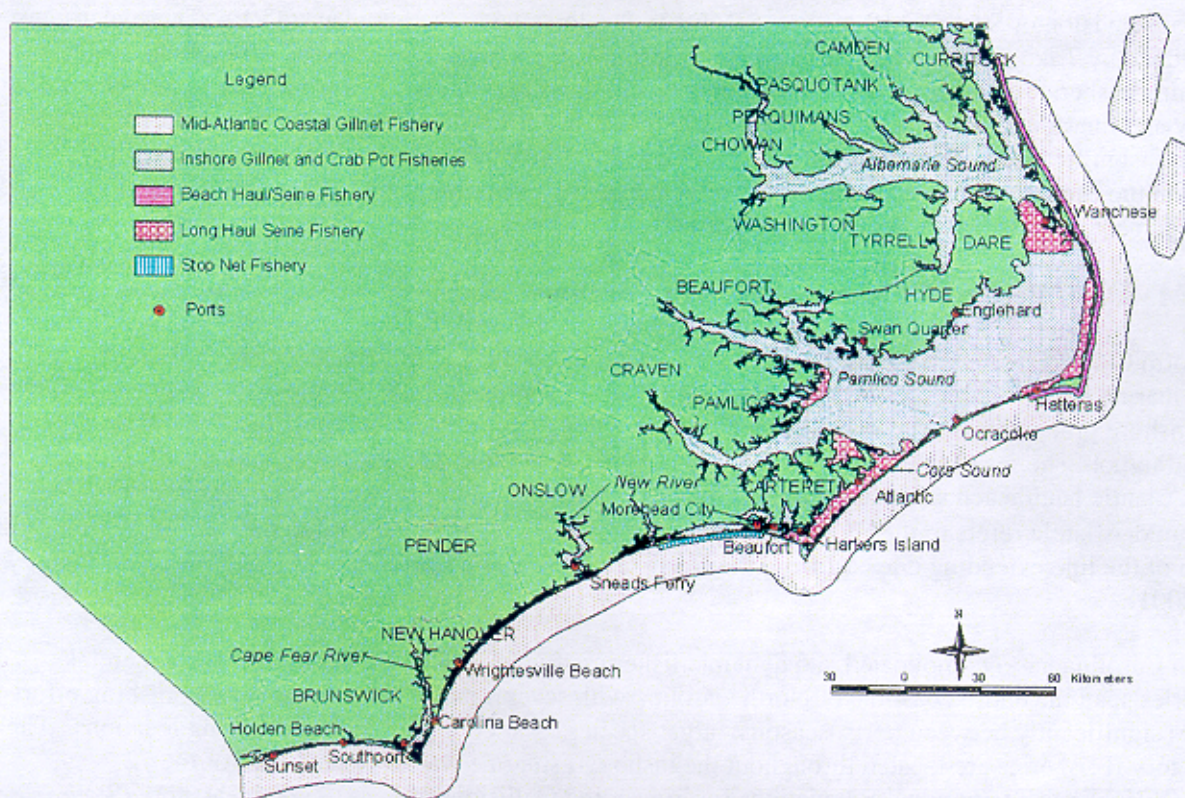 Legend
Mid-Atlantic Coastal Gillnet Fishery
Inshore Gillnet and Crab Pot Fisheries
Beach Haul/Seine Fishery
Long Haul Seine Fishery
Stop Net Fishery
Ports
CAMDEN
CURRITUCK
PASQUOTANK
PERQUIMANS
CHOWAN
Albemarle Sound
WASHINGTON
Wanchese
TYRRELL
DARE
BEAUFORT
HYDE
Englehard
Swan Quarter
CRAVEN
Pamlico Sound
PAMLICO
Hatteras
Ocracoke
Core Sound
New River
CARTERET
ONSLOW
Atlantic
Morehead City
PENDER
Beaufort
Harkers Island
Sneads Ferry
NEW HANOVER
Cape Fear River
Wrightesville Beach
BRUNSWICK
Carolina Beach
Holden Beach
Southport
Sunset
N
30 0 30 60 Kilometers